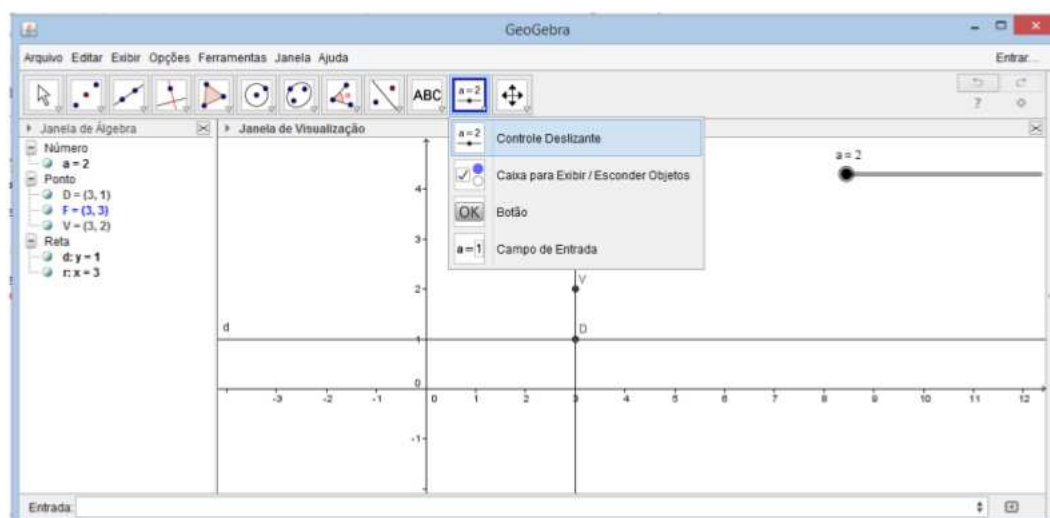 GeoGebra
Arquivo Editar Exibir Opções Ferramentas Janela Ajuda Entrar...
ABC a=2
Janela de Álgebra
Janela de Visualização
Número
a = 2
Ponto
D = (3, 1)
F = (3, 3)
V = (3, 2)
Reta
d: y = 1
r: x = 3
a=2 Controle Deslizante
Caixa para Exibir / Esconder Objetos
OK Botão
a=1 Campo de Entrada
a = 2
4
3
2
V
d
D
1
0
-3 -2 -1 0 1 2 3 4 5 6 7 8 9 10 11 12
-1
Entrada: